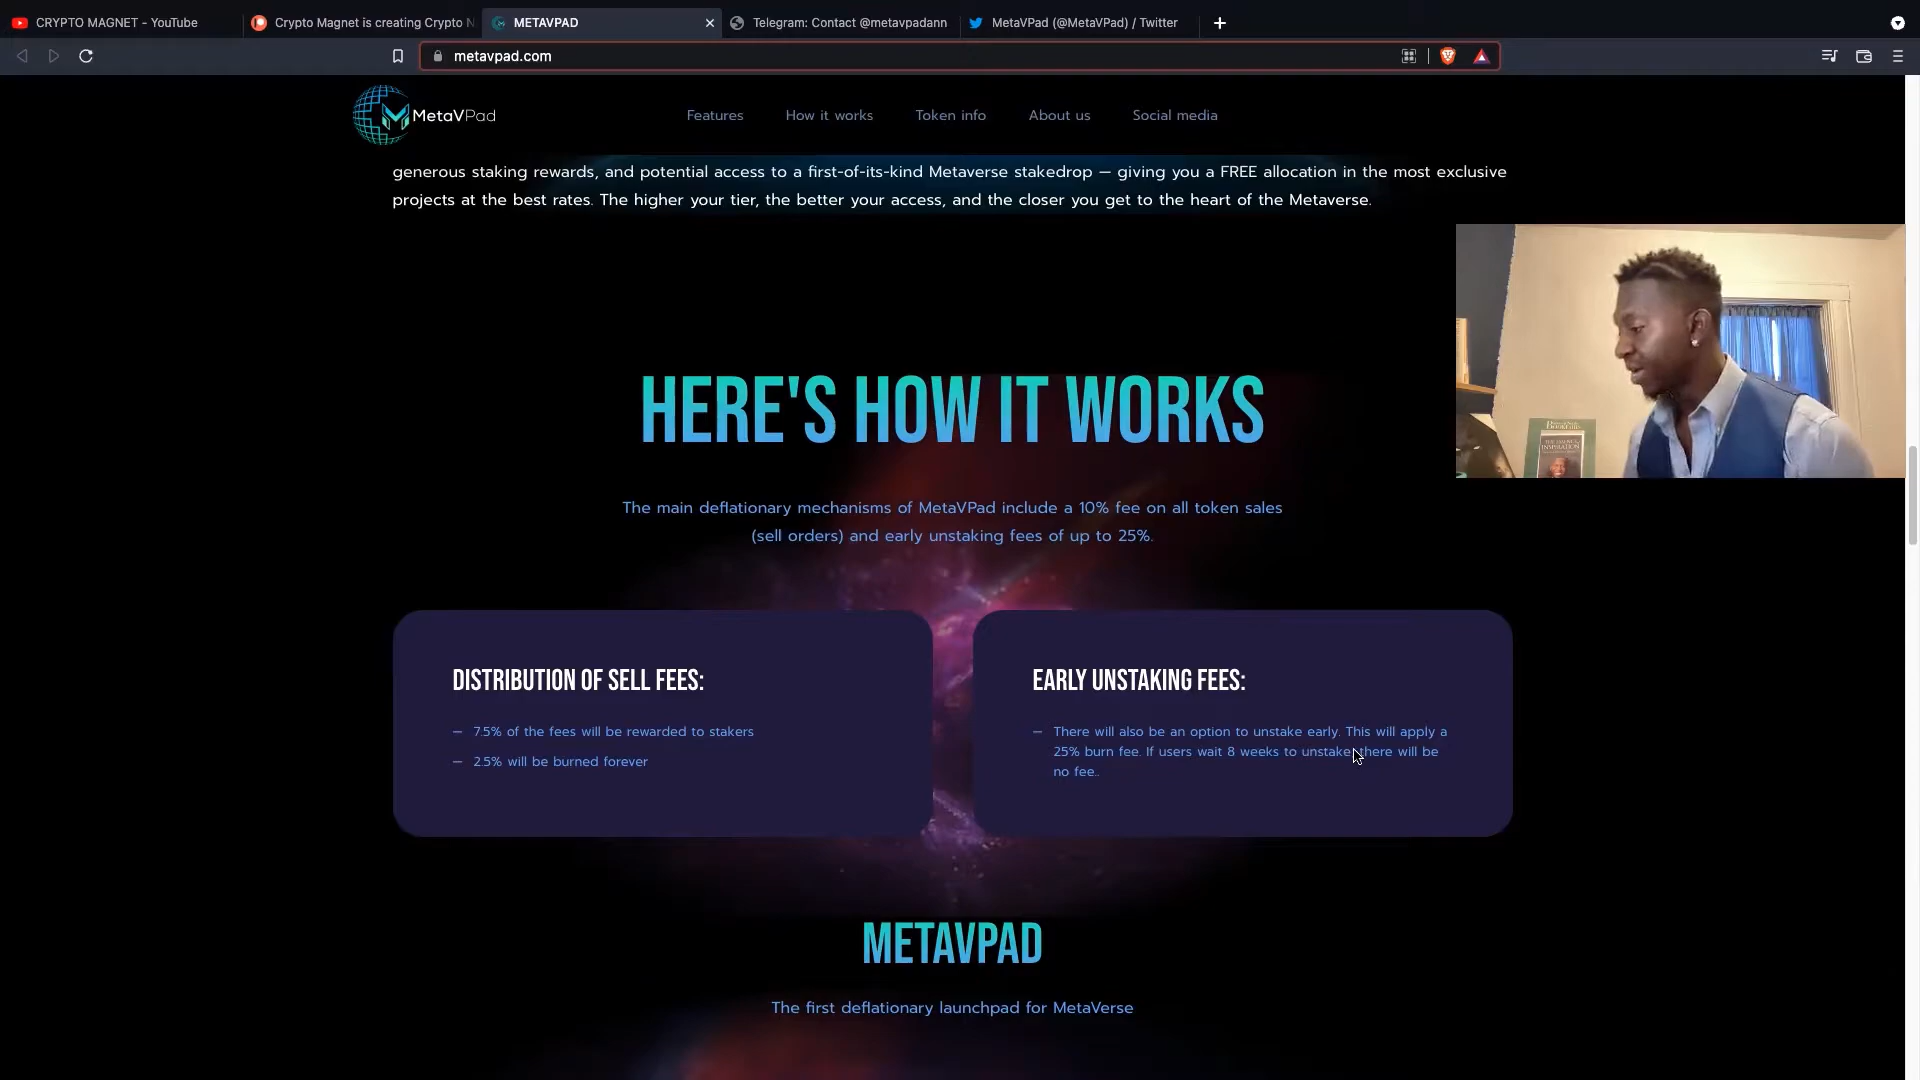 CRYPTO MAGNET - YouTube
Crypto Magnet is creating Crypto N
METAVPAD
Telegram: Contact @metavpadann
MetaVPad (@MetaVPad) / Twitter
metavpad.com
MetaVPad
Features
How it works
Token info
About us
Social media
generous staking rewards, and potential access to a first-of-its-kind Metaverse stakedrop — giving you a FREE allocation in the most exclusive
projects at the best rates. The higher your tier, the better your access, and the closer you get to the heart of the Metaverse.
HERE'S HOW IT WORKS
The main deflationary mechanisms of MetaVPad include a 10% fee on all token sales
(sell orders) and early unstaking fees of up to 25%.
DISTRIBUTION OF SELL FEES:
— 7.5% of the fees will be rewarded to stakers
— 2.5% will be burned forever
EARLY UNSTAKING FEES:
— There will also be an option to unstake early. This will apply a
25% burn fee. If users wait 8 weeks to unstake, there will be
no fee..
METAVPAD
The first deflationary launchpad for MetaVerse